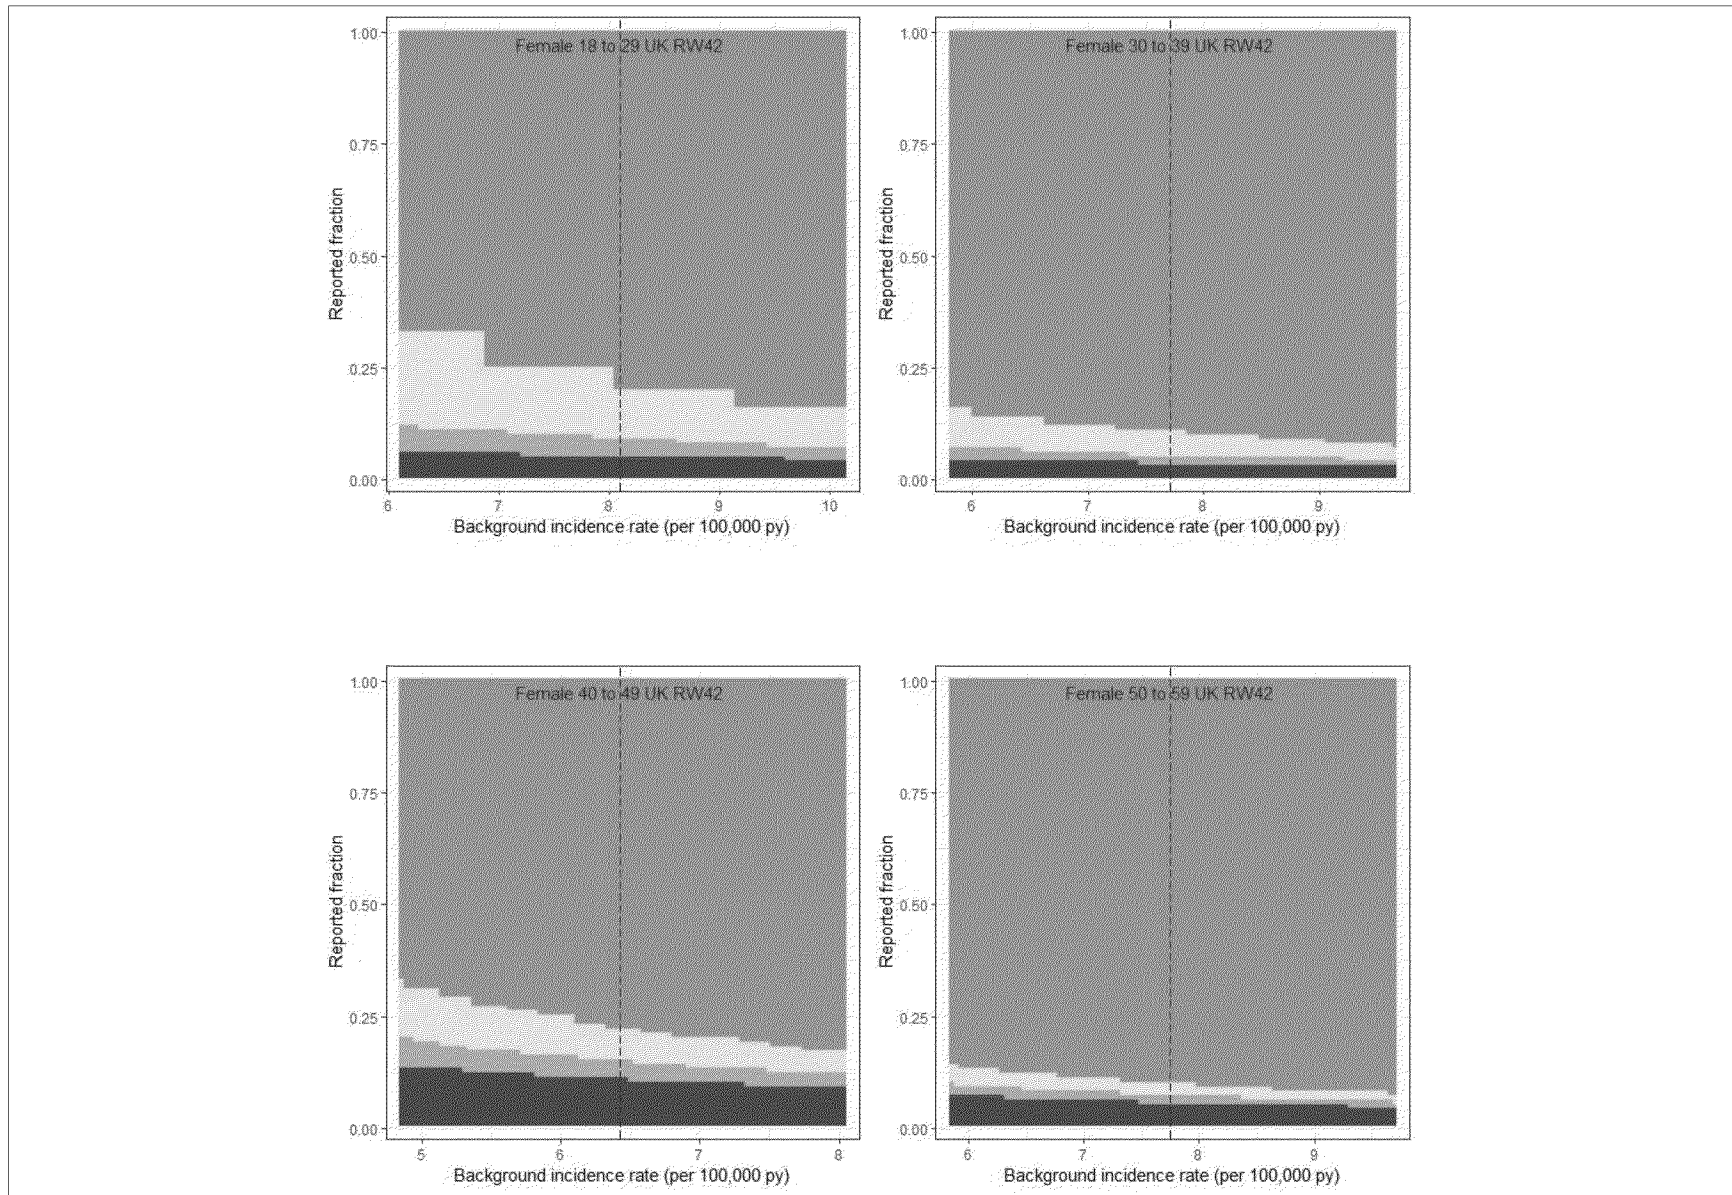 Female 18 to 29 UK RW42
1.00
0.75
0.50
0.25
0.00
Reported fraction
6 7 8 9 10
Background incidence rate (per 100,000 py)
Female 30 to 39 UK RW42
1.00
0.75
0.50
0.25
0.00
Reported fraction
6 7 8 9
Background incidence rate (per 100,000 py)
Female 40 to 49 UK RW42
1.00
0.75
0.50
0.25
0.00
Reported fraction
5 6 7 8
Background incidence rate (per 100,000 py)
Female 50 to 59 UK RW42
1.00
0.75
0.50
0.25
0.00
Reported fraction
6 7 8 9
Background incidence rate (per 100,000 py)